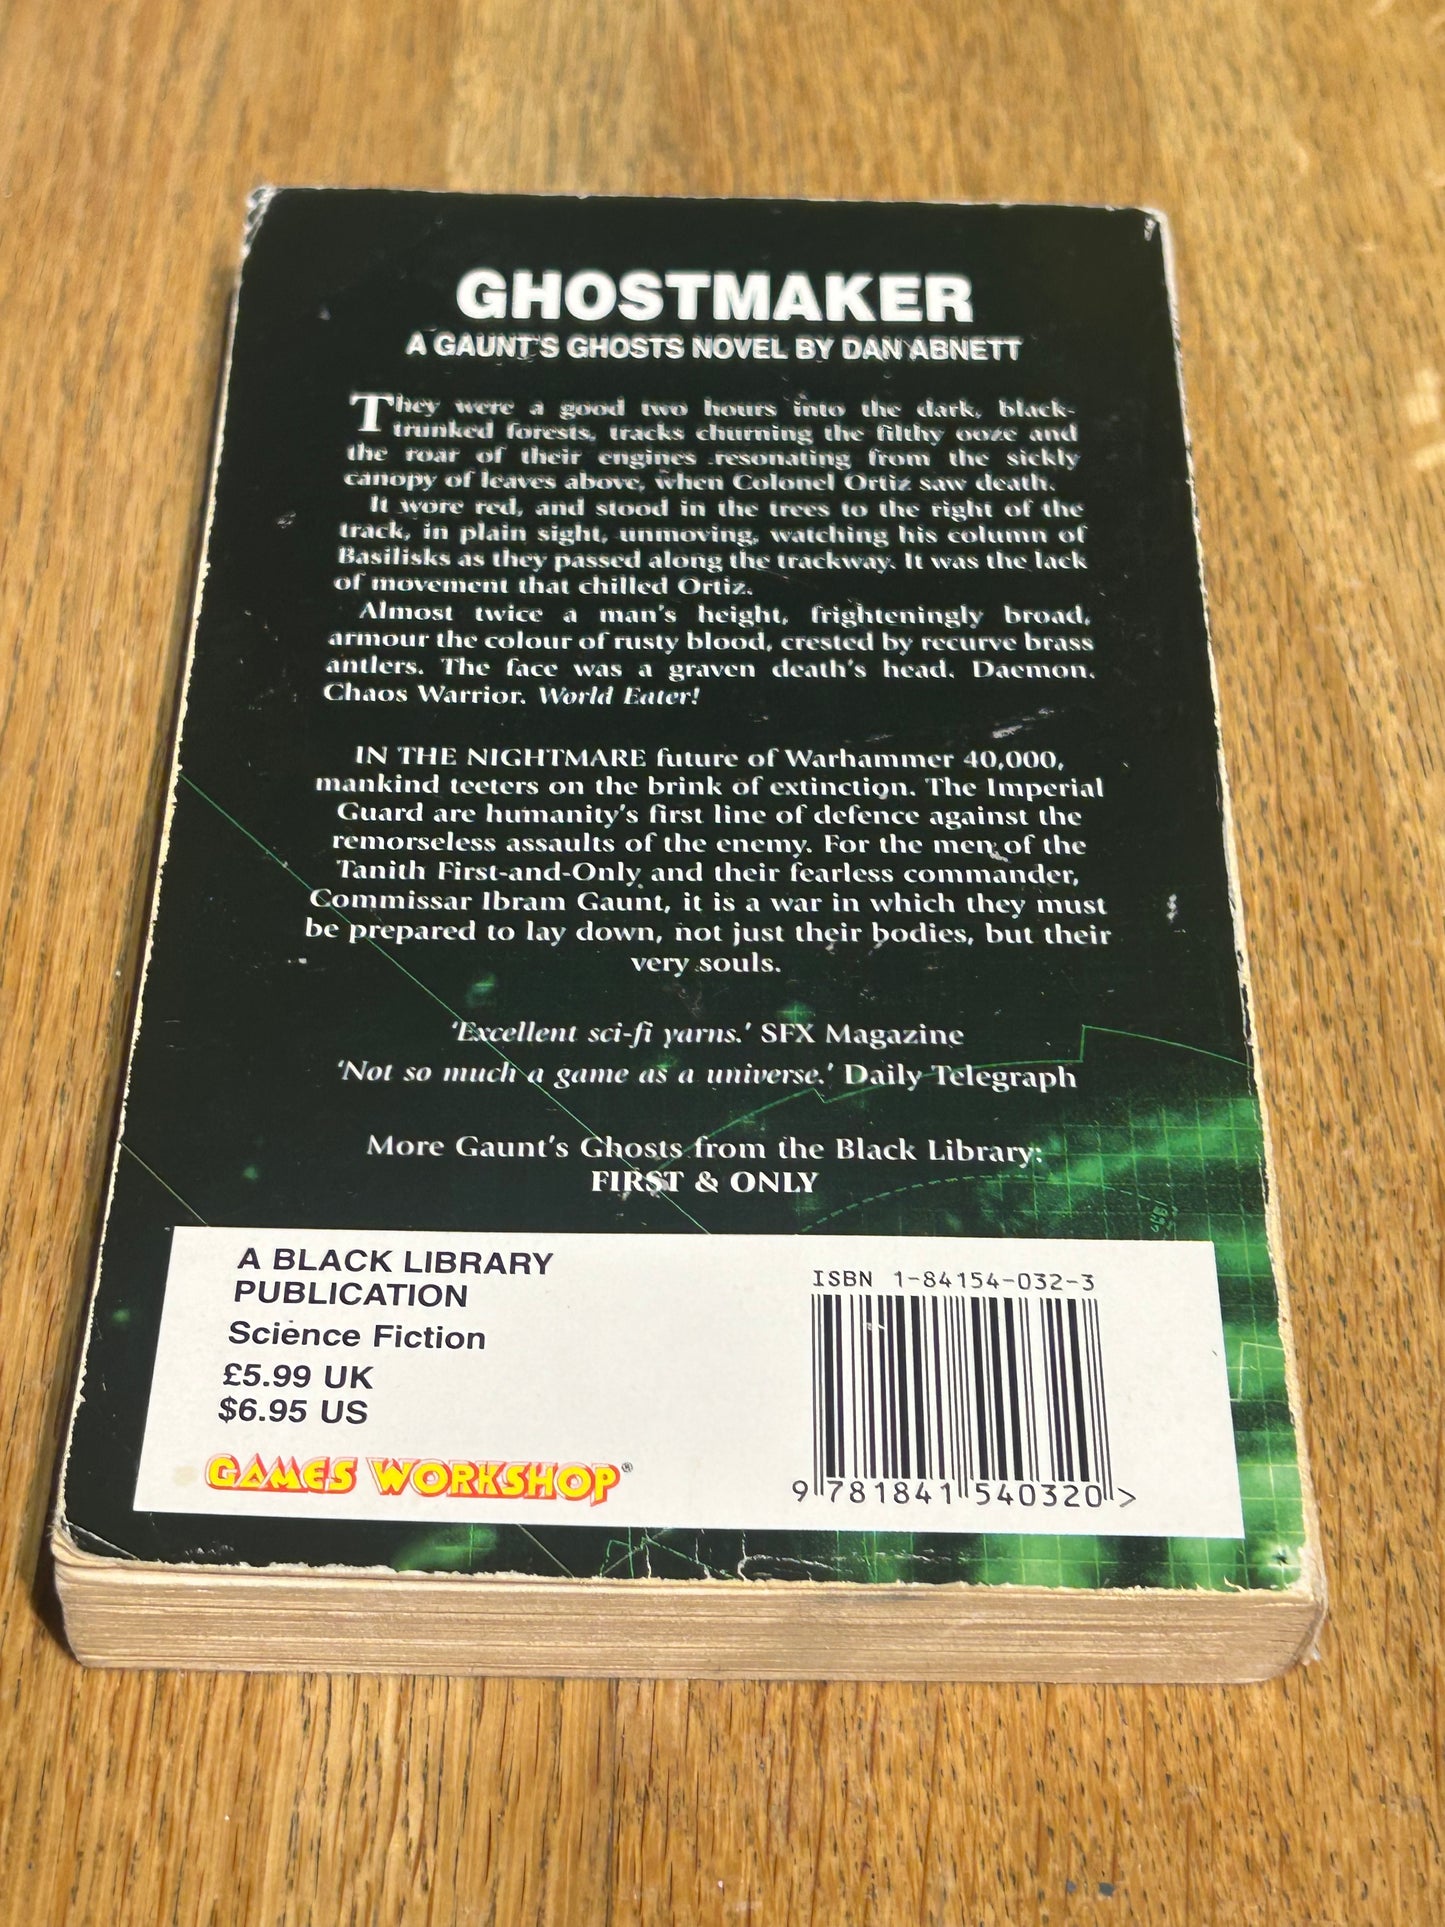 GHOSTMAKER
A GAUNT'S GHOSTS NOVEL BY DAN ABNETT
They were a good two hours into the dark, black-
trunked forests, tracks churning the filthy ooze and
the roar of their engines resonating from the sickly
canopy of leaves above, when Colonel Ortiz saw death.
It wore red, and stood in the trees to the right of the
track, in plain sight, unmoving, watching his column of
Basilisks as they passed along the trackway. It was the lack
of movement that chilled Ortiz.
Almost twice a man's height, frighteningly broad,
armour the colour of rusty blood, crested by recurve brass
antlers. The face was a graven death's head. Daemon.
Chaos Warrior. World Eater!
IN THE NIGHTMARE future of Warhammer 40,000,
mankind teeters on the brink of extinction. The Imperial
Guard are humanity's first line of defence against the
remorseless assaults of the enemy. For the men of the
Tanith First-and-Only and their fearless commander,
Commissar Ibram Gaunt, it is a war in which they must
be prepared to lay down, not just their bodies, but their
very souls.
'Excellent sci-fi yarns.' SFX Magazine
'Not so much a game as a universe.' Daily Telegraph
More Gaunt's Ghosts from the Black Library:
FIRST & ONLY
A BLACK LIBRARY
PUBLICATION
Science Fiction
£5.99 UK
$6.95 US
GAMES WORKSHOP®
ISBN 1-84154-032-3
9 781841 540320 >